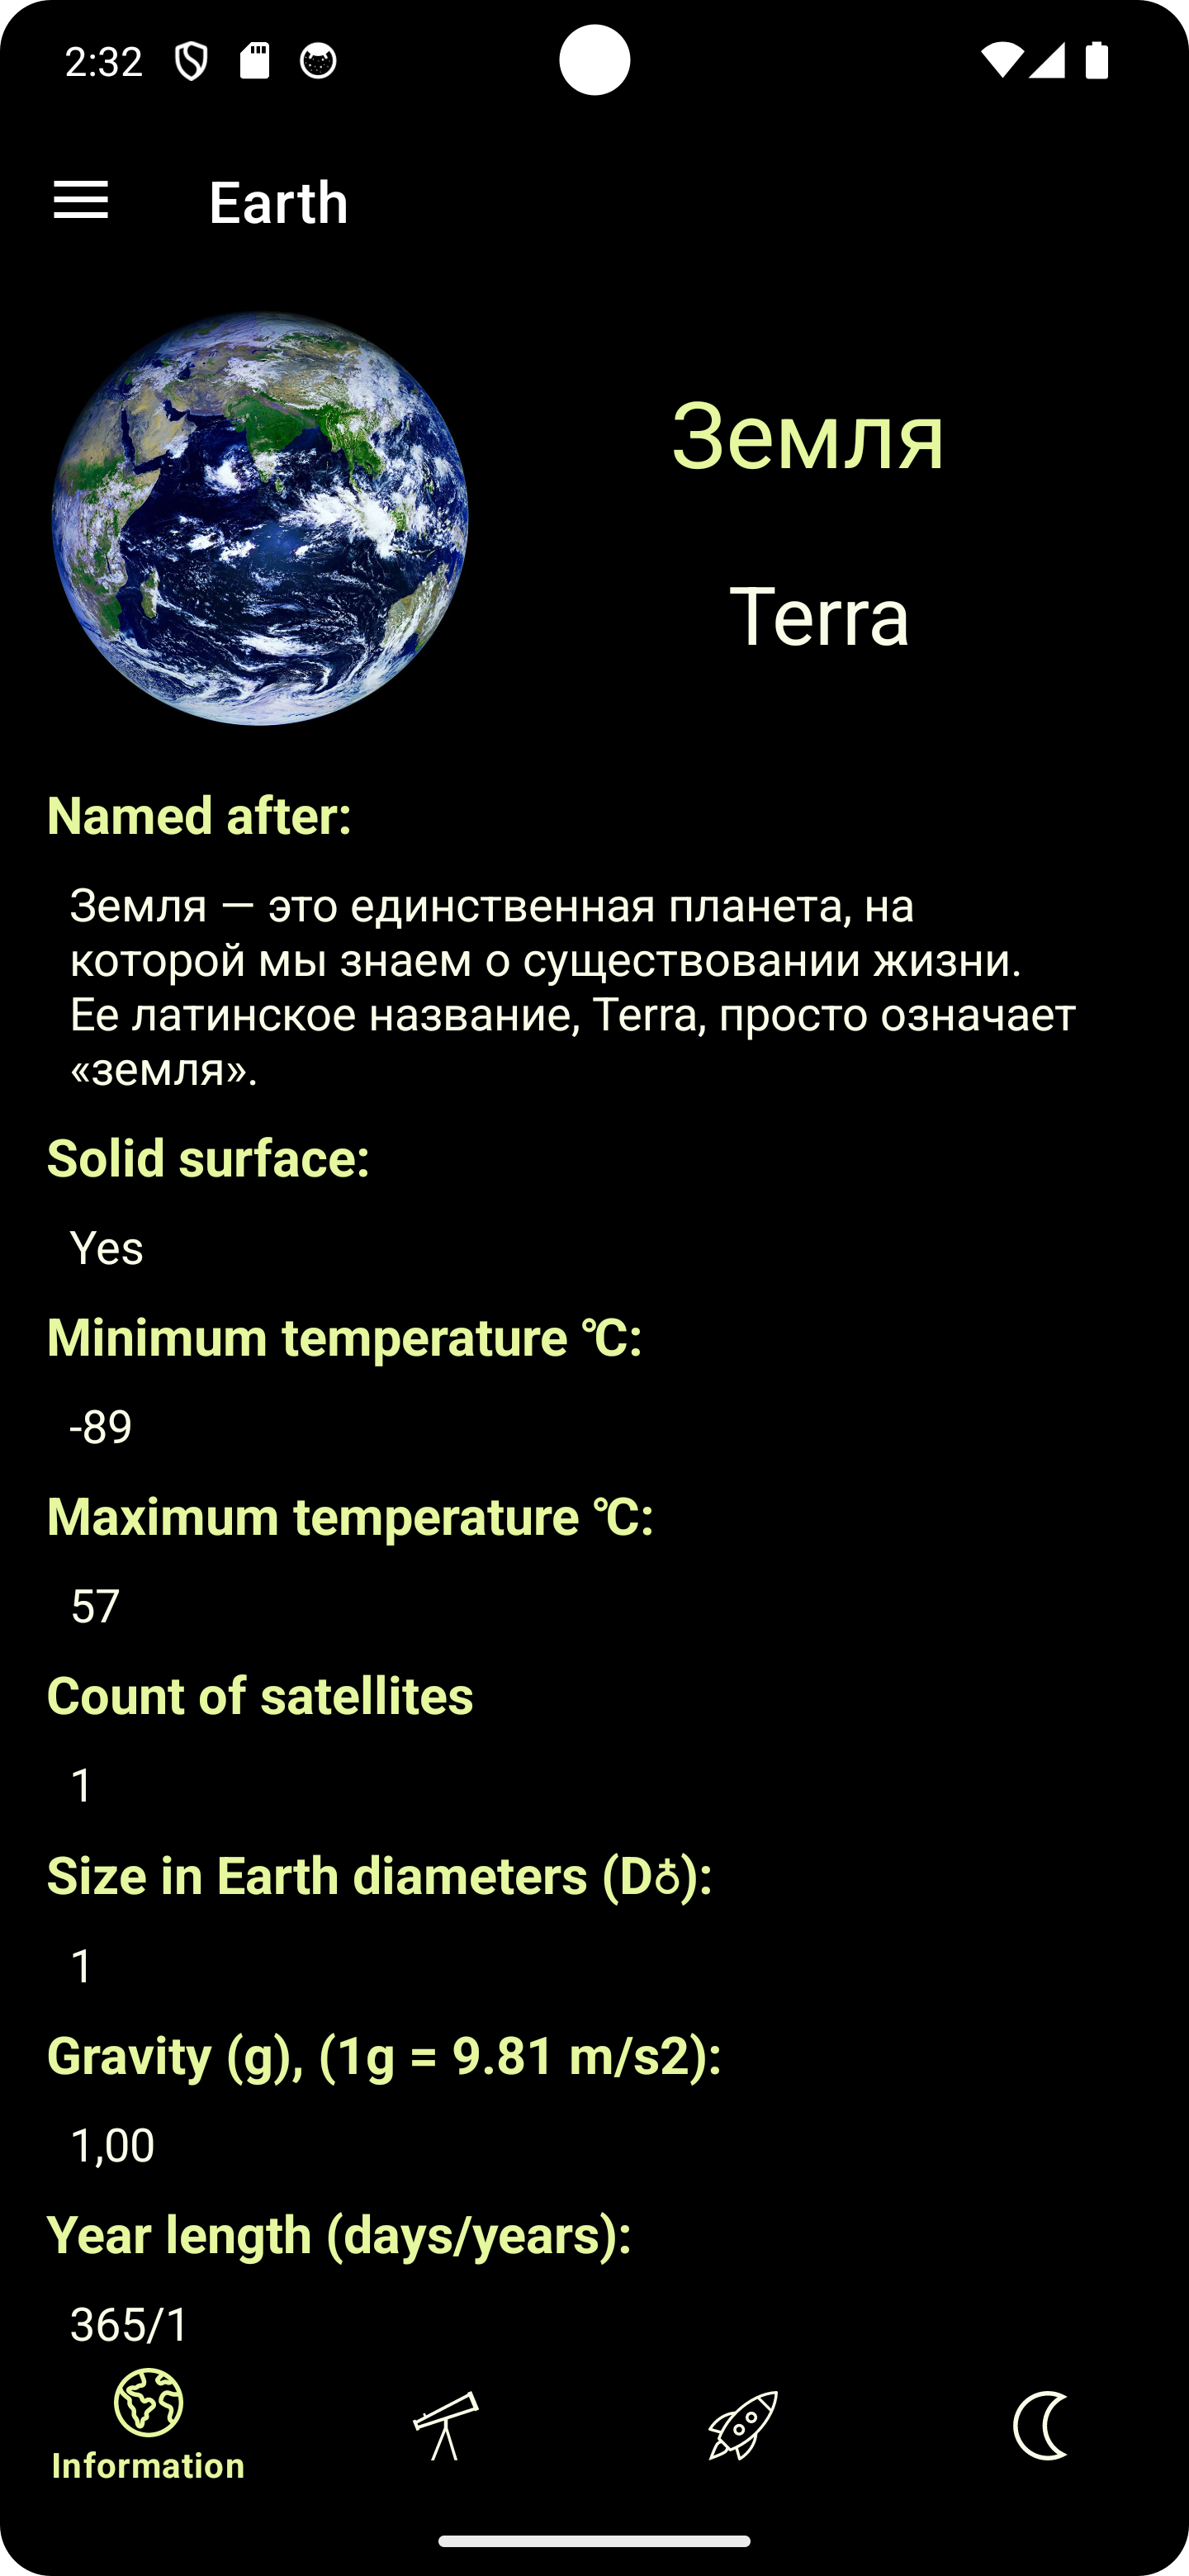 2:32
Earth
Земля
Terra
Named after:
Земля — это единственная планета, на
которой мы знаем о существовании жизни.
Ее латинское название, Terra, просто означает
«земля».
Solid surface:
Yes
Minimum temperature ℃:
-89
Maximum temperature ℃:
57
Count of satellites
1
Size in Earth diameters (D♁):
1
Gravity (g), (1g = 9.81 m/s2):
1,00
Year length (days/years):
365/1
Information